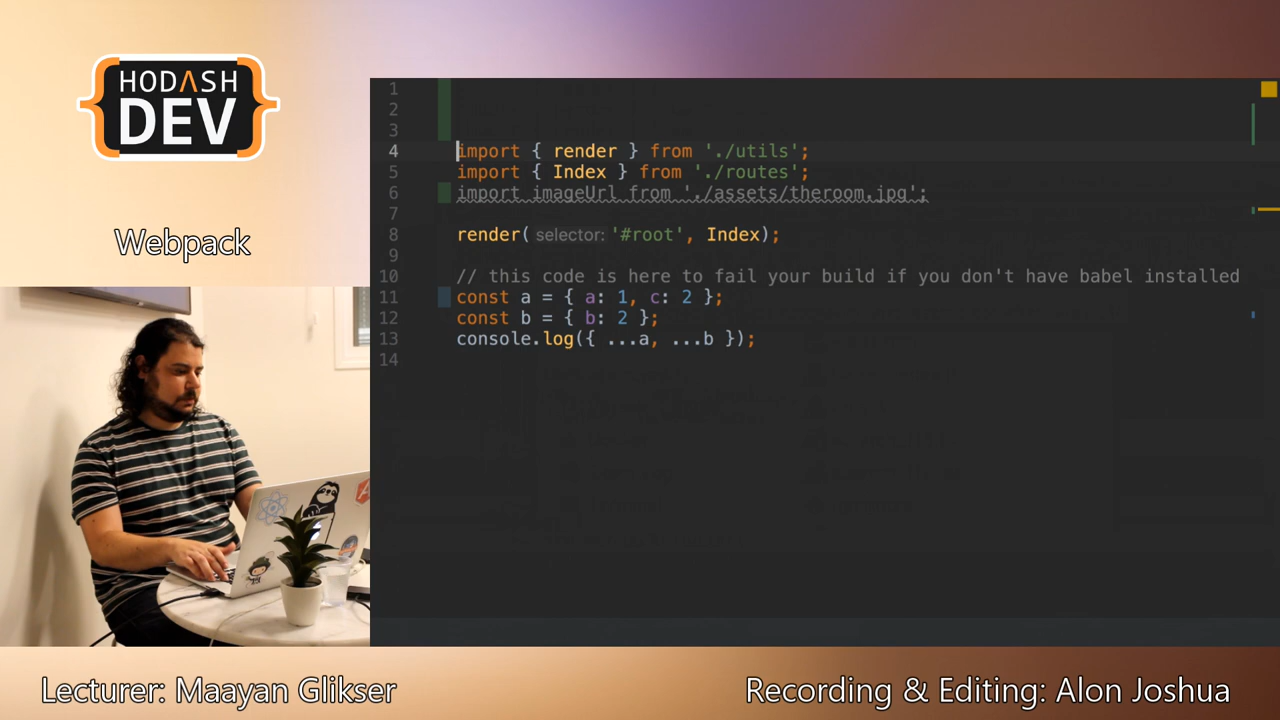 HODASH
DEV
Webpack
1
2
3
4 import { render } from './utils';
5 import { Index } from './routes';
6 import imageUrl from './assets/theroom.jpg';
7
8 render( selector: '#root', Index);
9
10 // this code is here to fail your build if you don't have babel installed
11 const a = { a: 1, c: 2 };
12 const b = { b: 2 };
13 console.log({ ...a, ...b });
14
Lecturer: Maayan Glikser
Recording & Editing: Alon Joshua